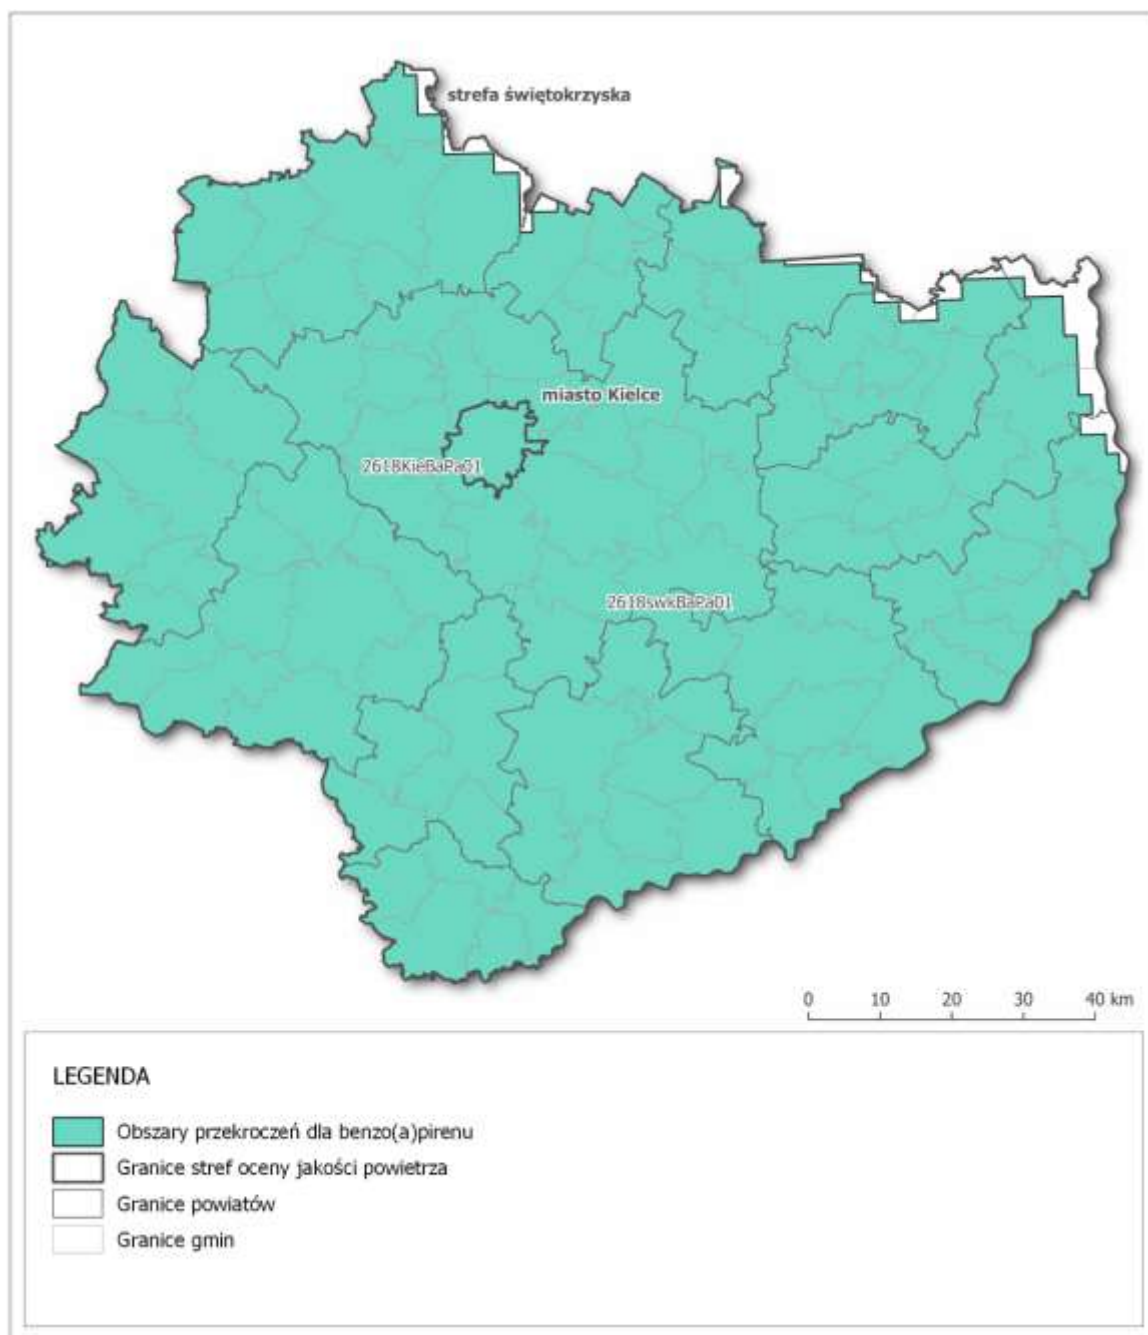 strefa świętokrzyska
miasto Kielce
2618KieBaPa01
2618swkBaPa01
0 10 20 30 40 km
LEGENDA
Obszary przekroczeń dla benzo(a)pirenu
Granice stref oceny jakości powietrza
Granice powiatów
Granice gmin